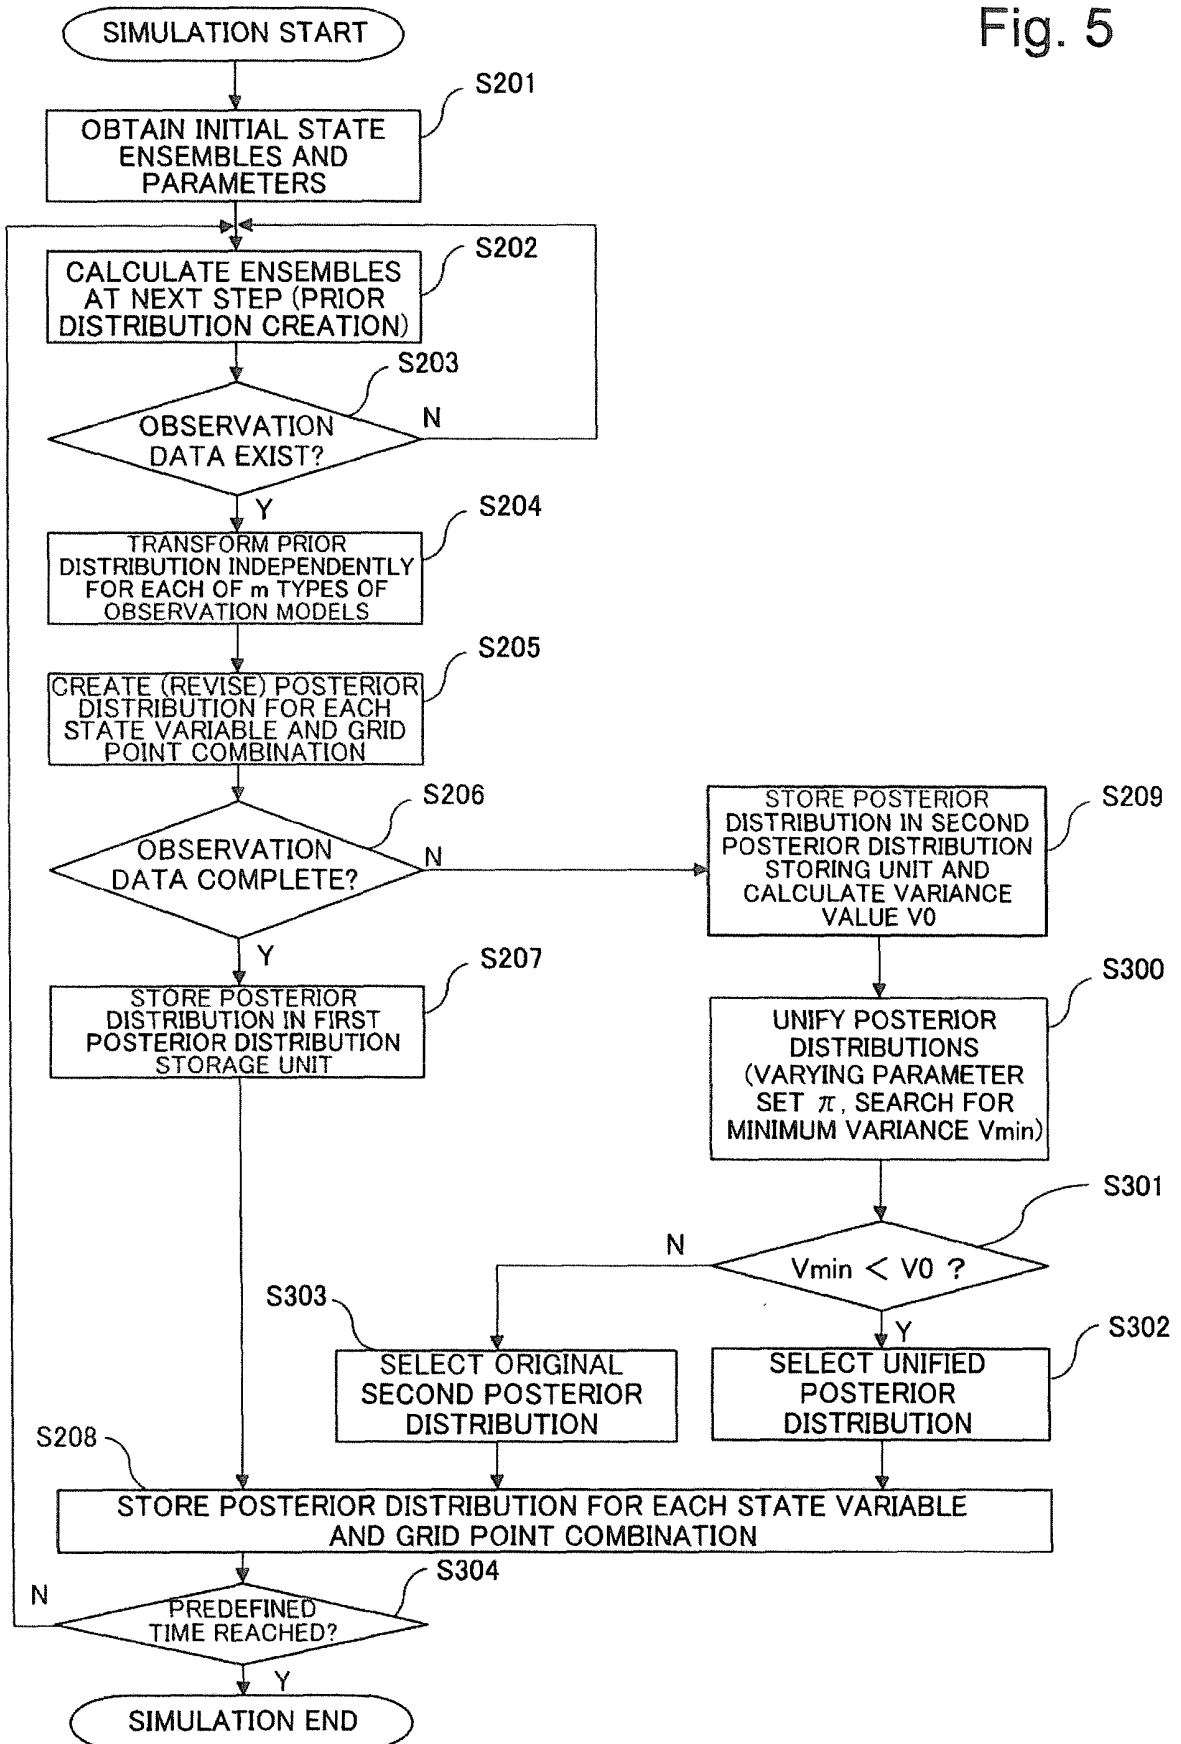 Fig. 5
SIMULATION START
S201
OBTAIN INITIAL STATE
ENSEMBLES AND
PARAMETERS
S202
CALCULATE ENSEMBLES
AT NEXT STEP (PRIOR
DISTRIBUTION CREATION)
S203
OBSERVATION
DATA EXIST?
N
Y
S204
TRANSFORM PRIOR
DISTRIBUTION INDEPENDENTLY
FOR EACH OF m TYPES OF
OBSERVATION MODELS
S205
CREATE (REVISE) POSTERIOR
DISTRIBUTION FOR EACH
STATE VARIABLE AND GRID
POINT COMBINATION
S206
OBSERVATION
DATA COMPLETE?
N
Y
S207
STORE POSTERIOR
DISTRIBUTION IN FIRST
POSTERIOR DISTRIBUTION
STORAGE UNIT
S209
STORE POSTERIOR
DISTRIBUTION IN SECOND
POSTERIOR DISTRIBUTION
STORING UNIT AND
CALCULATE VARIANCE
VALUE V0
S300
UNIFY POSTERIOR
DISTRIBUTIONS
(VARYING PARAMETER
SET π, SEARCH FOR
MINIMUM VARIANCE Vmin)
S301
Vmin < V0 ?
N
Y
S303
SELECT ORIGINAL
SECOND POSTERIOR
DISTRIBUTION
S302
SELECT UNIFIED
POSTERIOR
DISTRIBUTION
S208
STORE POSTERIOR DISTRIBUTION FOR EACH STATE VARIABLE
AND GRID POINT COMBINATION
S304
PREDEFINED
TIME REACHED?
N
Y
SIMULATION END